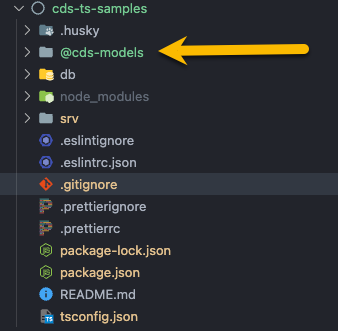 cds-ts-samples
.husky
@cds-models
db
node_modules
srv
.eslintignore
.eslintrc.json
.gitignore
.prettierignore
.prettierrc
package-lock.json
package.json
README.md
tsconfig.json